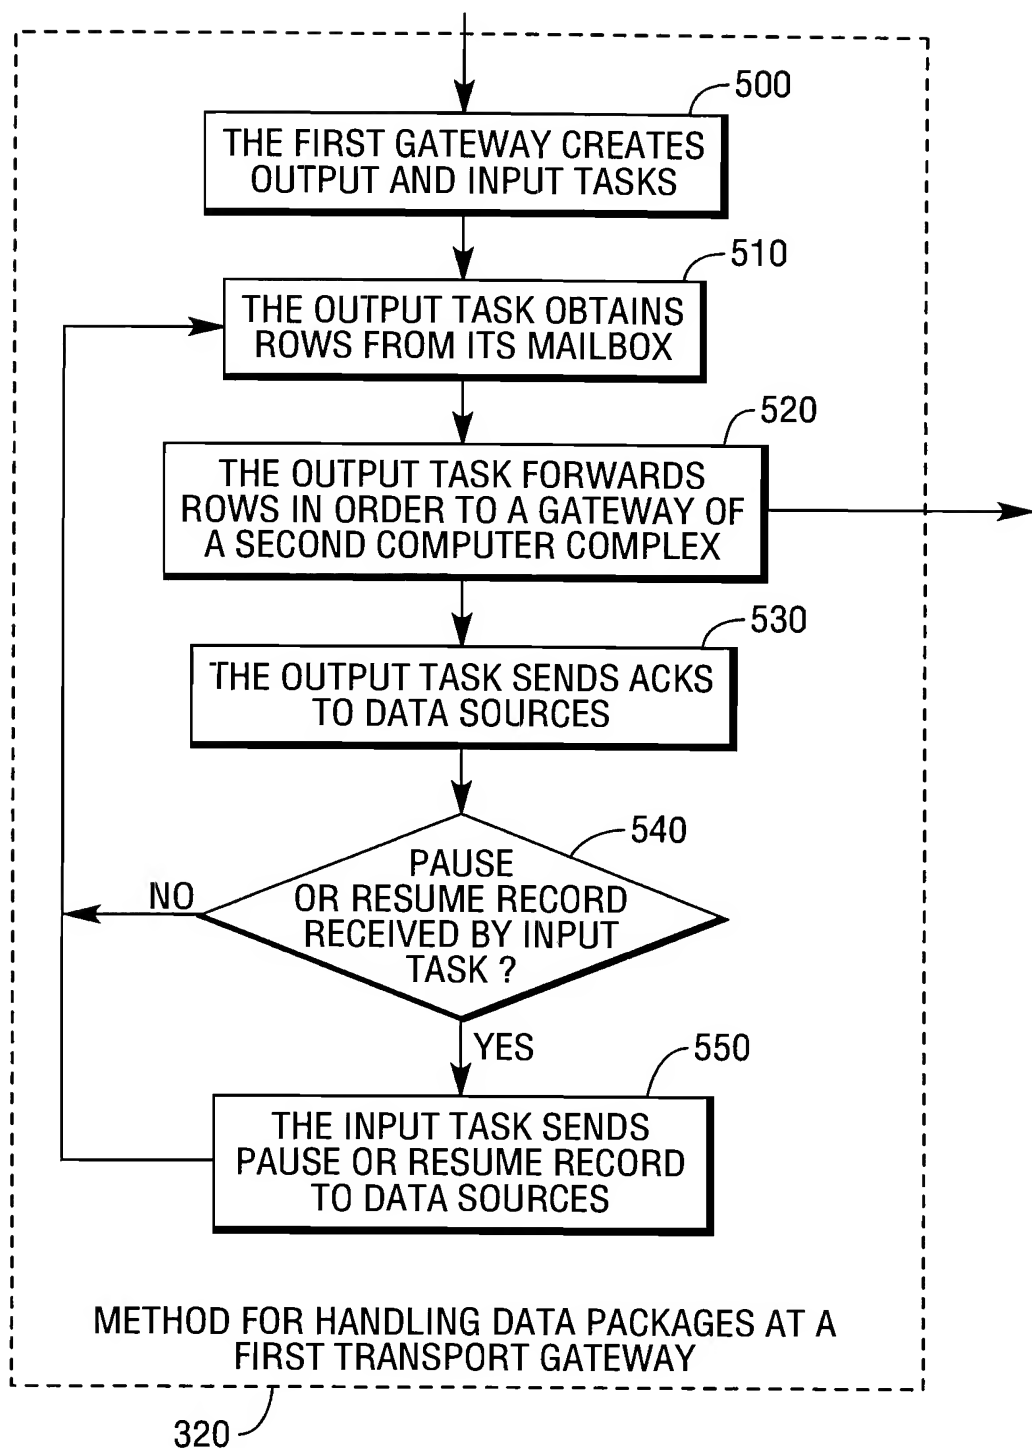 500
THE FIRST GATEWAY CREATES
OUTPUT AND INPUT TASKS
510
THE OUTPUT TASK OBTAINS
ROWS FROM ITS MAILBOX
520
THE OUTPUT TASK FORWARDS
ROWS IN ORDER TO A GATEWAY OF
A SECOND COMPUTER COMPLEX
530
THE OUTPUT TASK SENDS ACKS
TO DATA SOURCES
540
PAUSE
OR RESUME RECORD
RECEIVED BY INPUT
TASK ?
NO
YES
550
THE INPUT TASK SENDS
PAUSE OR RESUME RECORD
TO DATA SOURCES
METHOD FOR HANDLING DATA PACKAGES AT A
FIRST TRANSPORT GATEWAY
320